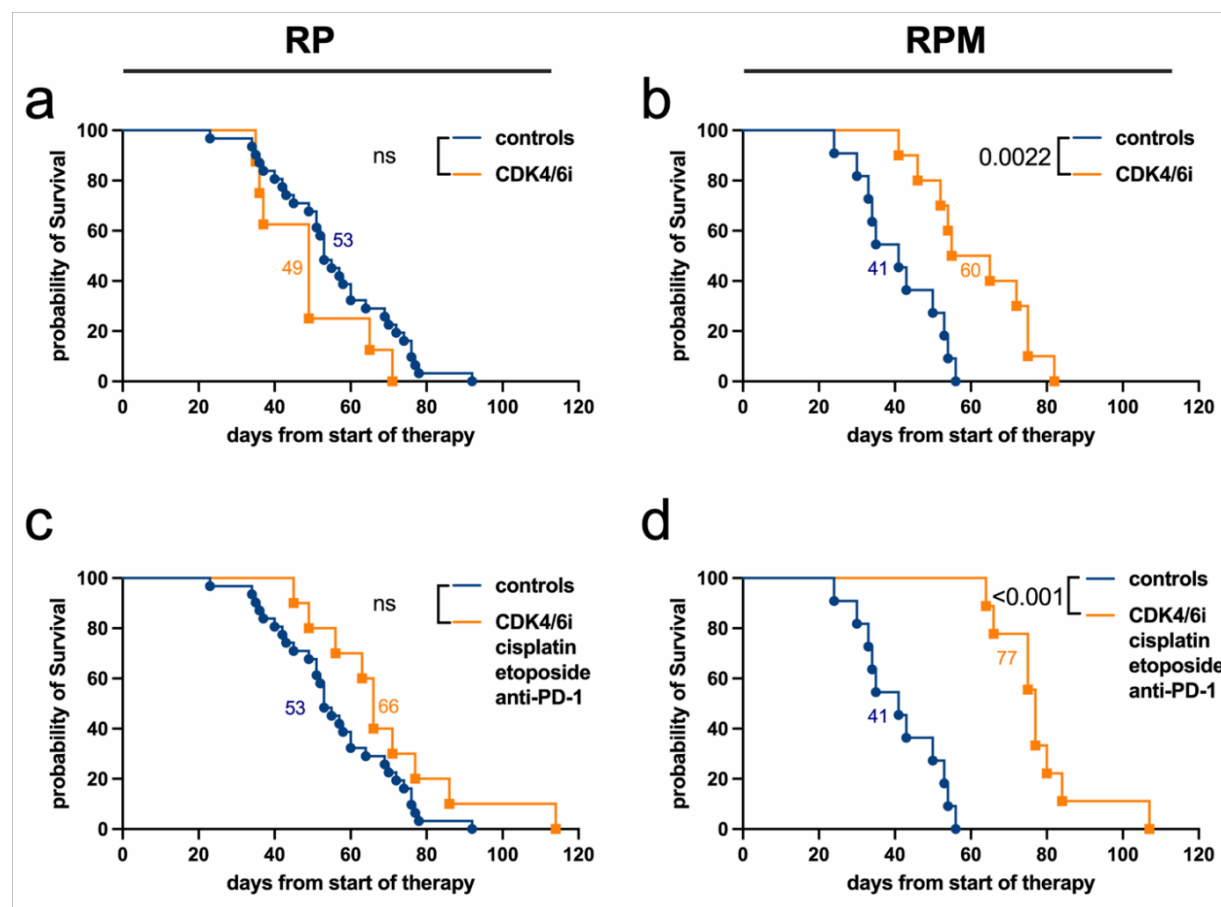 RP
RPM
a
100
80
60
40
20
0
probability of Survival
ns
controls
CDK4/6i
53
49
0 20 40 60 80 100 120
days from start of therapy
b
100
80
60
40
20
0
probability of Survival
0.0022
controls
CDK4/6i
41
60
0 20 40 60 80 100 120
days from start of therapy
c
100
80
60
40
20
0
probability of Survival
ns
controls
CDK4/6i
cisplatin
etoposide
anti-PD-1
53
66
0 20 40 60 80 100 120
days from start of therapy
d
100
80
60
40
20
0
probability of Survival
<0.001
controls
CDK4/6i
cisplatin
etoposide
anti-PD-1
77
41
0 20 40 60 80 100 120
days from start of therapy